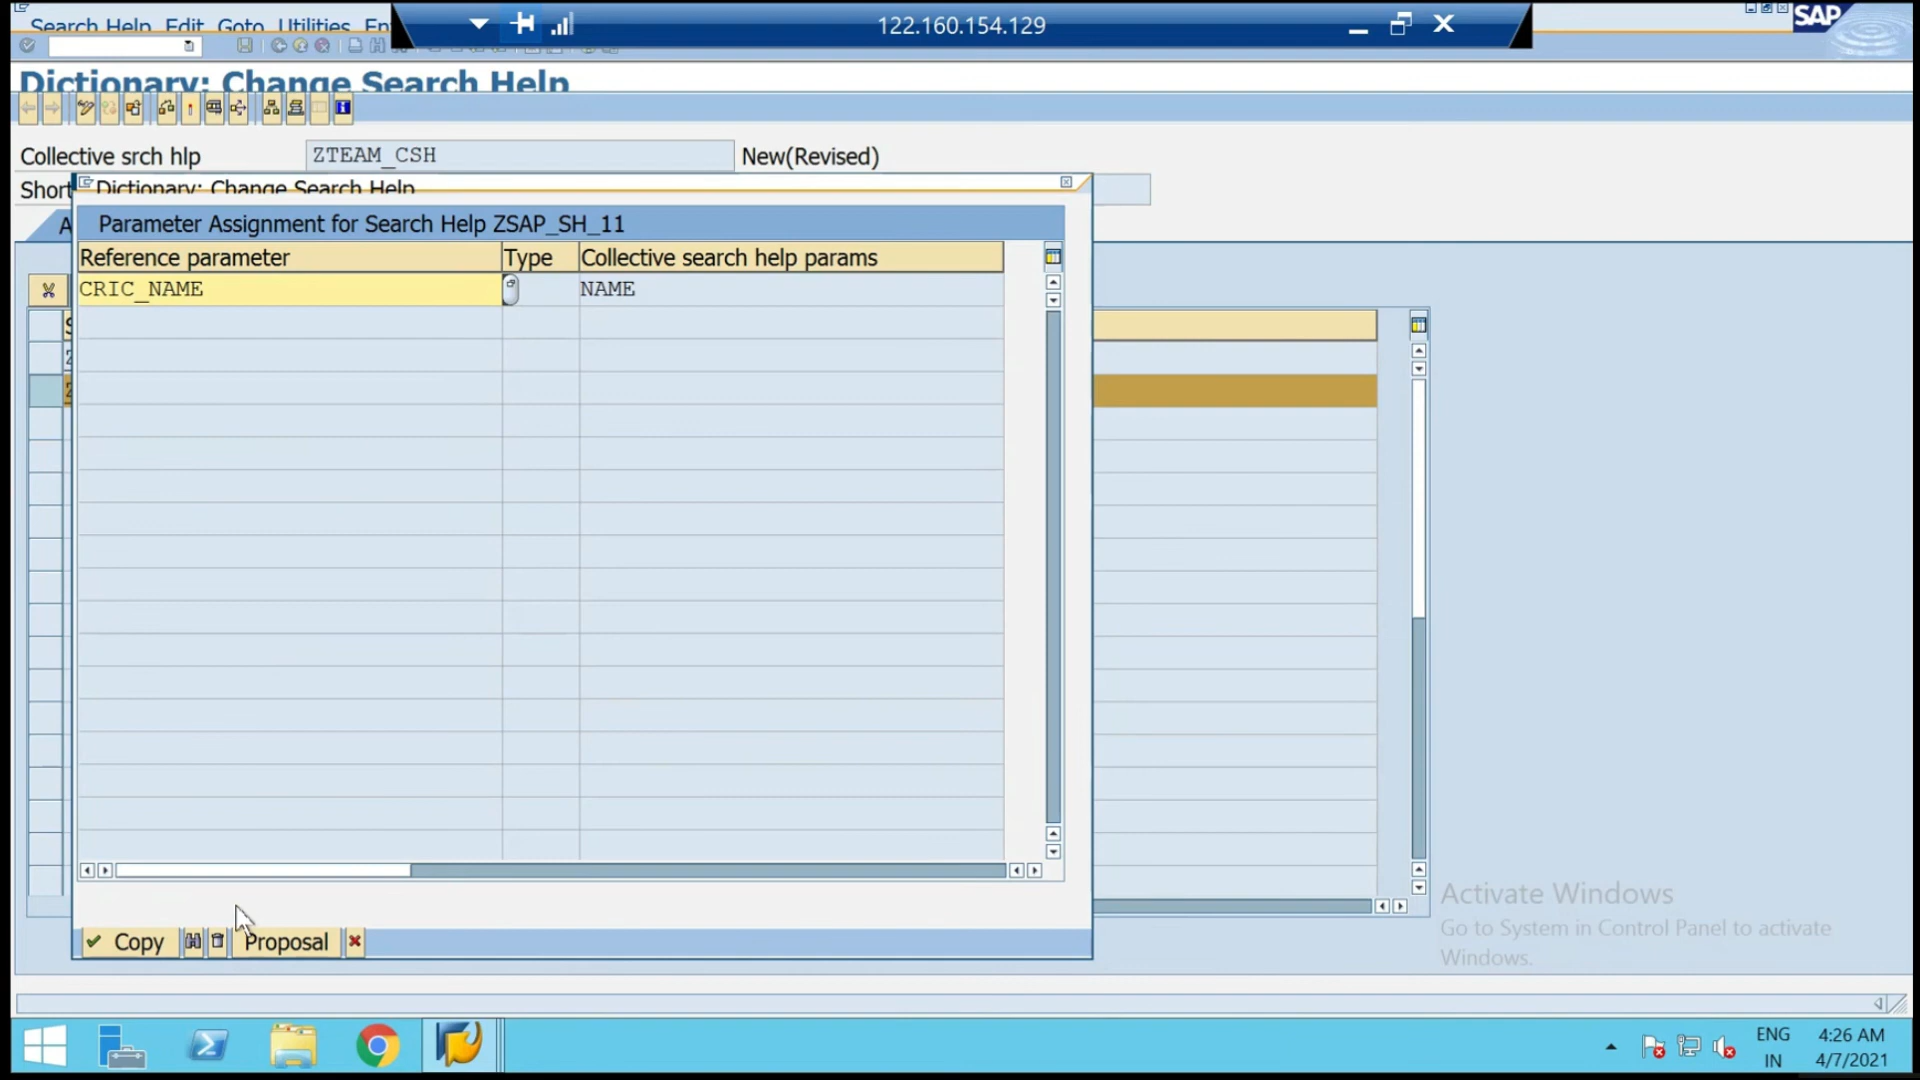 Search Help Edit Goto Utilities
122.160.154.129
SAP
Dictionary: Change Search Help
Collective srch hlp ZTEAM_CSH New(Revised)
Short
Dictionary: Change Search Help
Parameter Assignment for Search Help ZSAP_SH_11
Reference parameter Type Collective search help params
CRIC_NAME NAME
Copy Proposal
Activate Windows
Go to System in Control Panel to activate
Windows.
ENG
IN
4:26 AM
4/7/2021